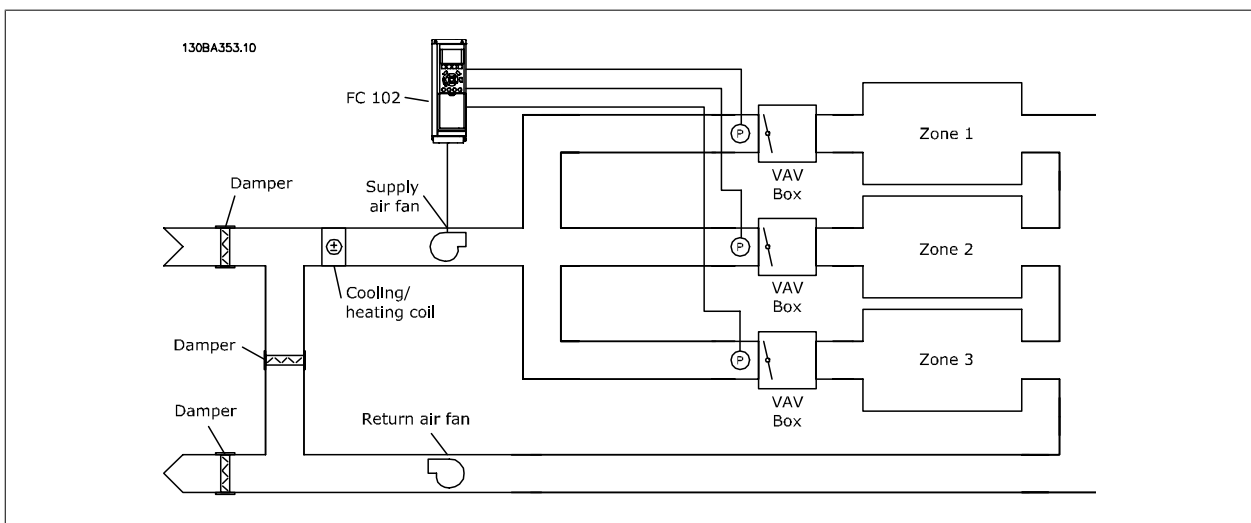 130BA353.10
FC 102
Damper
Supply
air fan
Cooling/
heating coil
P
VAV
Box
Zone 1
P
VAV
Box
Zone 2
Damper
P
VAV
Box
Zone 3
Damper
Return air fan